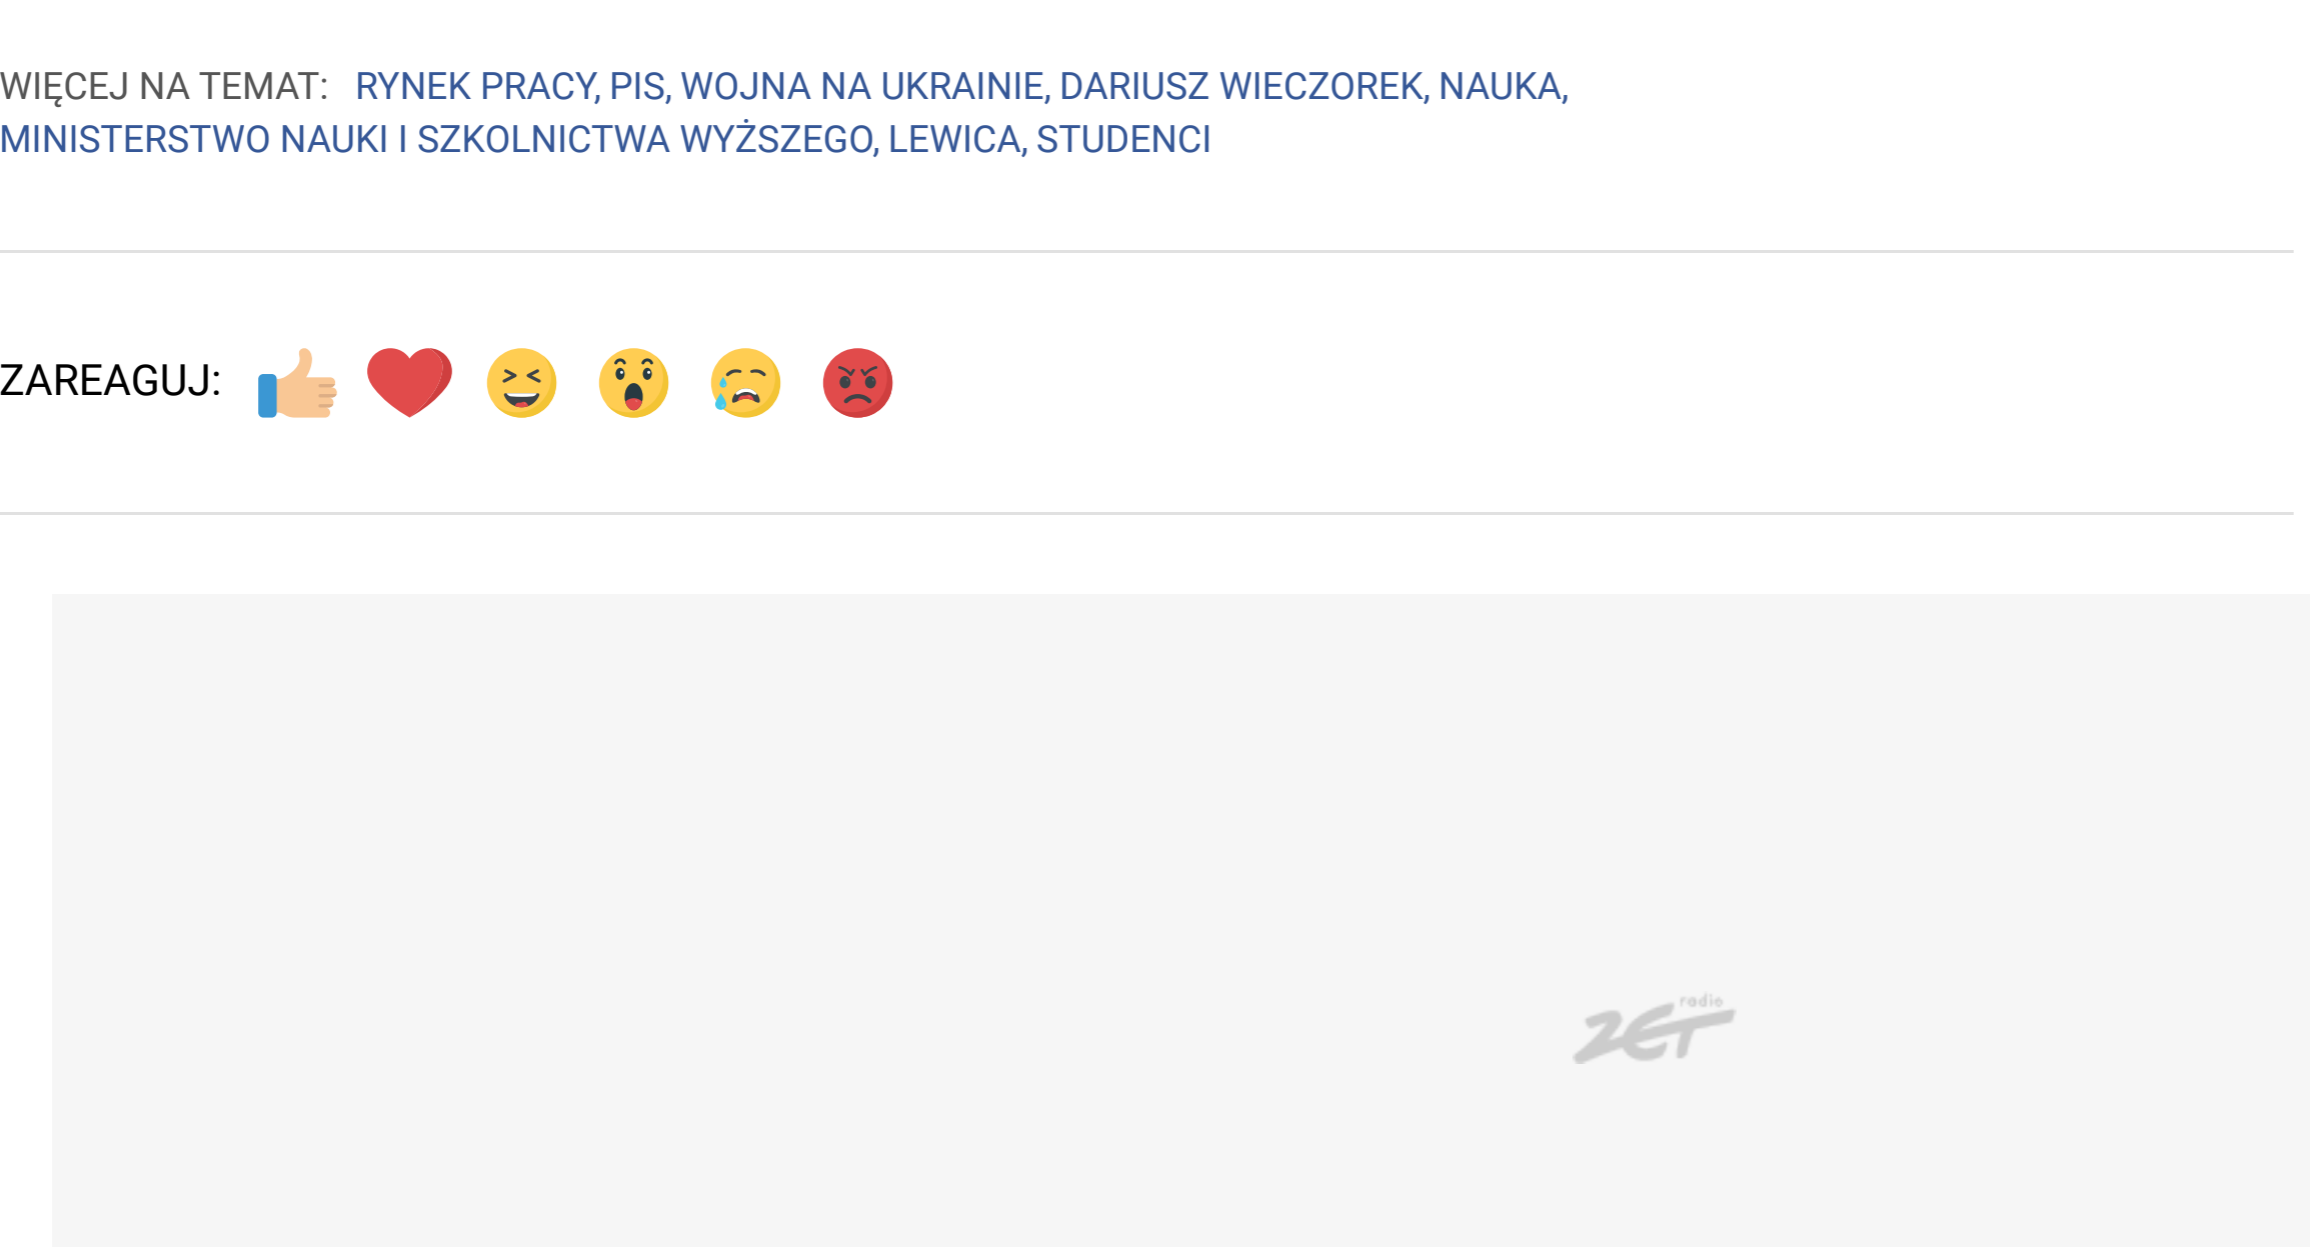 WIĘCEJ NA TEMAT: RYNEK PRACY, PIS, WOJNA NA UKRAINIE, DARIUSZ WIECZOREK, NAUKA,
MINISTERSTWO NAUKI I SZKOLNICTWA WYŻSZEGO, LEWICA, STUDENCI
ZAREAGUJ:
radio
ZET